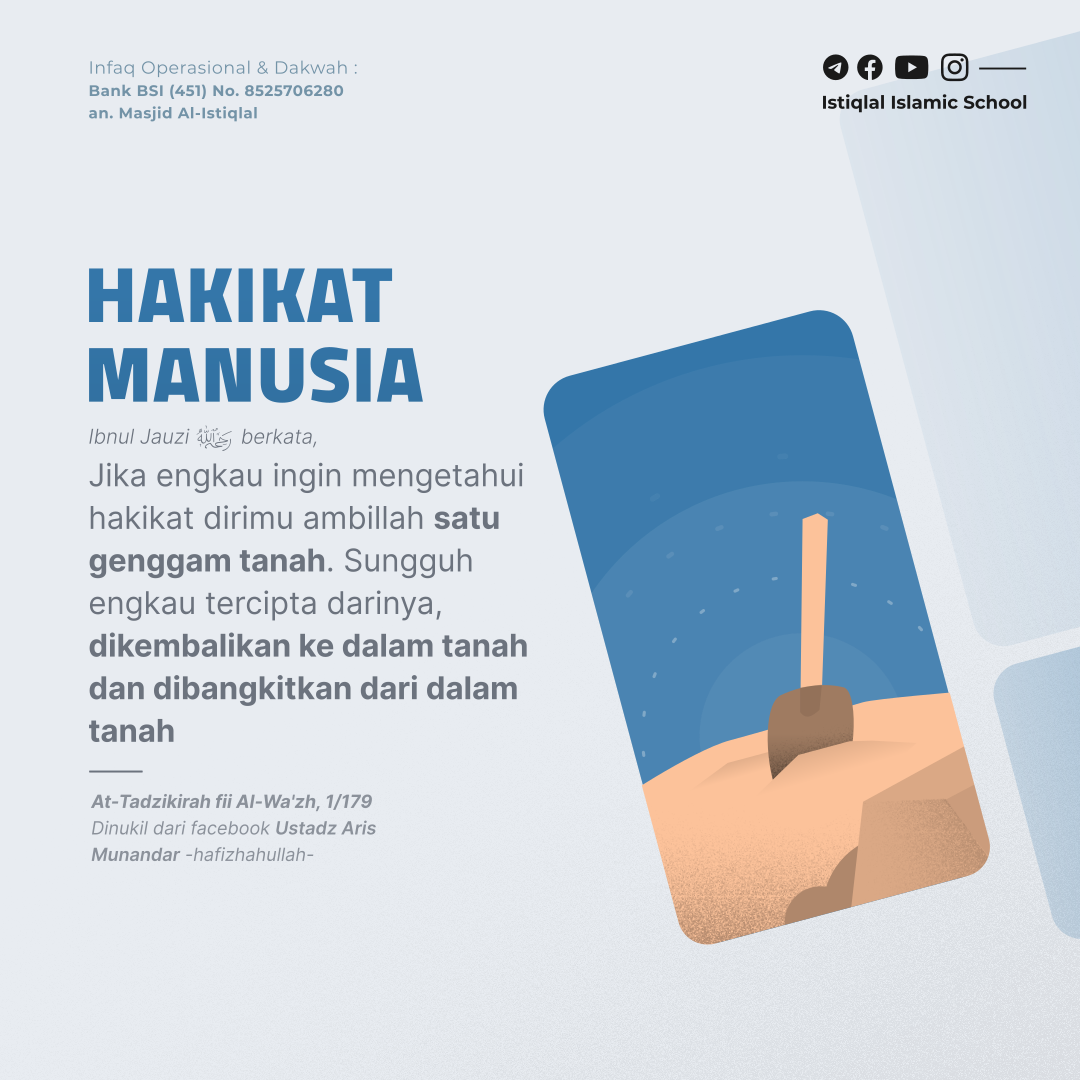 Infaq Operasional & Dakwah :
Bank BSI (451) No. 8525706280
an. Masjid Al-Istiqlal
Istiqlal Islamic School
HAKIKAT
MANUSIA
Ibnul Jauzi رحمه الله berkata,
Jika engkau ingin mengetahui
hakikat dirimu ambillah satu
genggam tanah. Sungguh
engkau tercipta darinya,
dikembalikan ke dalam tanah
dan dibangkitkan dari dalam
tanah
At-Tadzikirah fii Al-Wa'zh, 1/179
Dinukil dari facebook Ustadz Aris
Munandar -hafizhahullah-